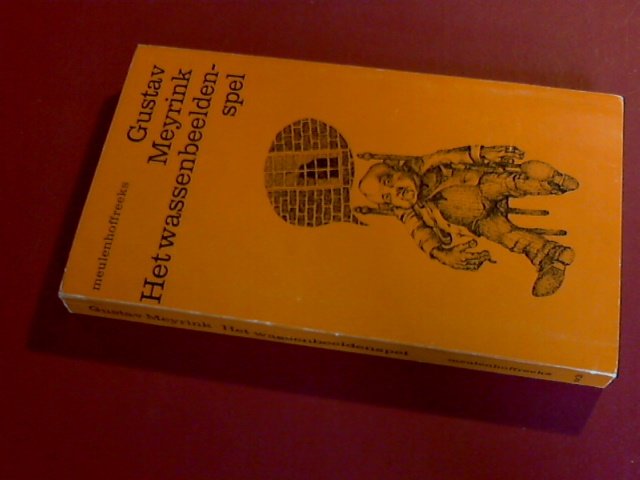 meulenhoffreeks
Gustav
Meyrink
Het wassenbeelden-
spel
Gustav Meyrink Het wassenbeeldenspel meulenhoffreeks